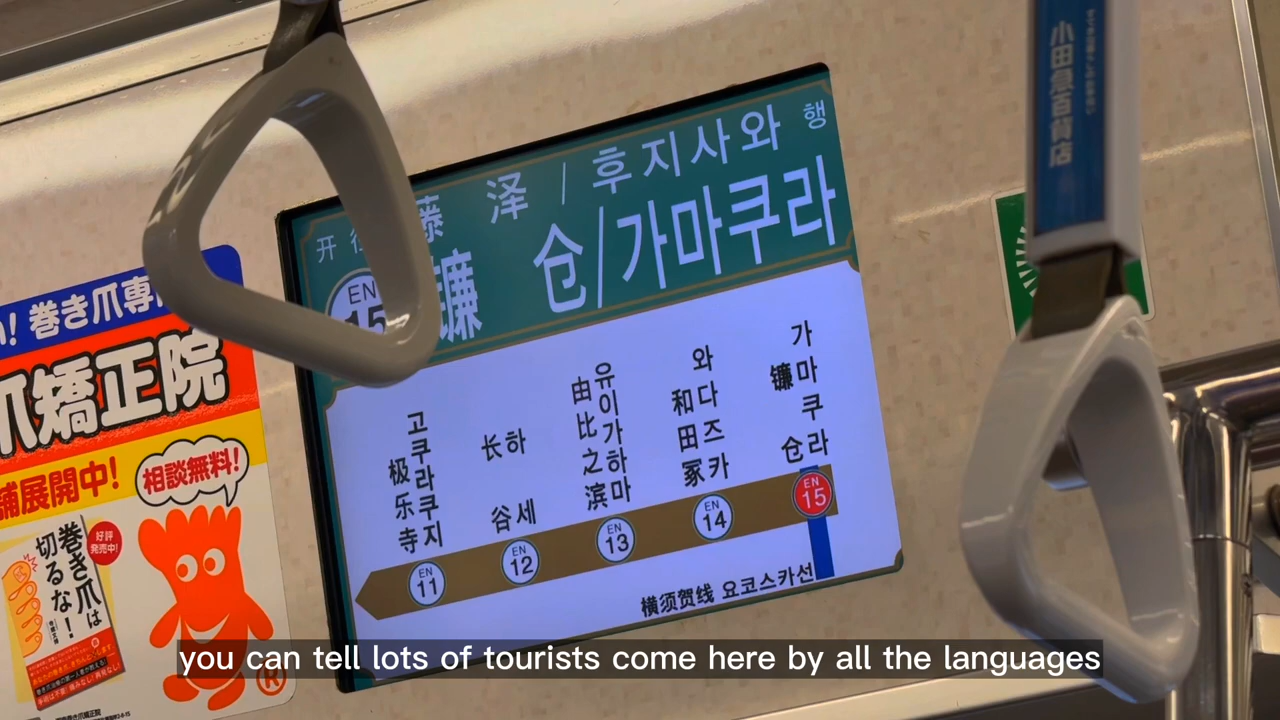 巻き爪専
爪矯正院
舗展開中!
相談無料!
好評
発売中!
巻き爪は
切るな!
®
开往
藤泽/후지사와 행
EN
15
镰仓/가마쿠라
极乐寺 고쿠라쿠지
长谷 하세
由比之滨 유이가하마
和田冢 와다즈카
镰仓 가마쿠라
EN 11
EN 12
EN 13
EN 14
EN 15
横须贺线 요코스카선
小田急百貨店
you can tell lots of tourists come here by all the languages